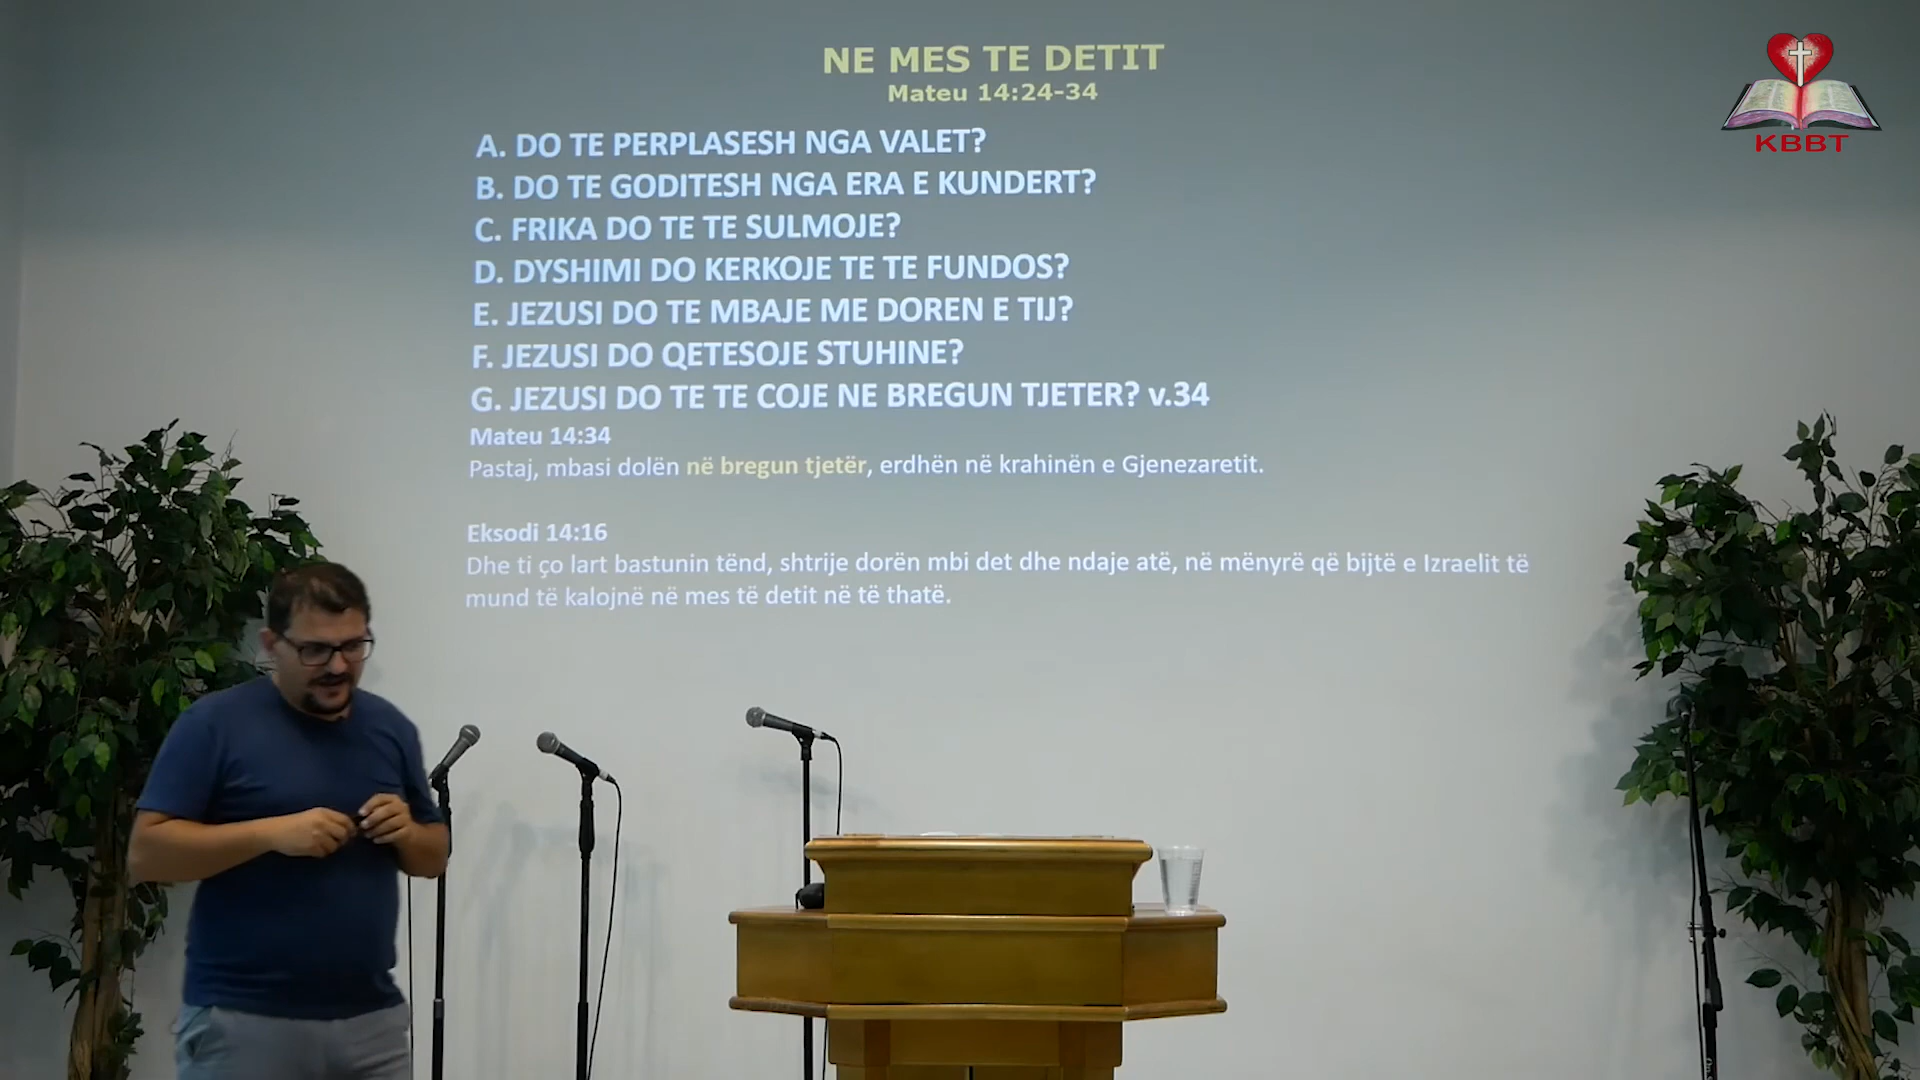 NE MES TE DETIT
Mateu 14:24-34
A. DO TE PERPLASESH NGA VALET?
B. DO TE GODITESH NGA ERA E KUNDERT?
C. FRIKA DO TE TE SULMOJE?
D. DYSHIMI DO KERKOJE TE TE FUNDOS?
E. JEZUSI DO TE MBAJE ME DOREN E TIJ?
F. JEZUSI DO QETESOJE STUHINE?
G. JEZUSI DO TE TE COJE NE BREGUN TJETER? v.34
Mateu 14:34
Pastaj, mbasi dolën në bregun tjetër, erdhën në krahinën e Gjenezaretit.
Eksodi 14:16
Dhe ti ço lart bastunin tënd, shtrije dorën mbi det dhe ndaje atë, në mënyrë që bijtë e Izraelit të
mund të kalojnë në mes të detit në të thatë.
KBBT